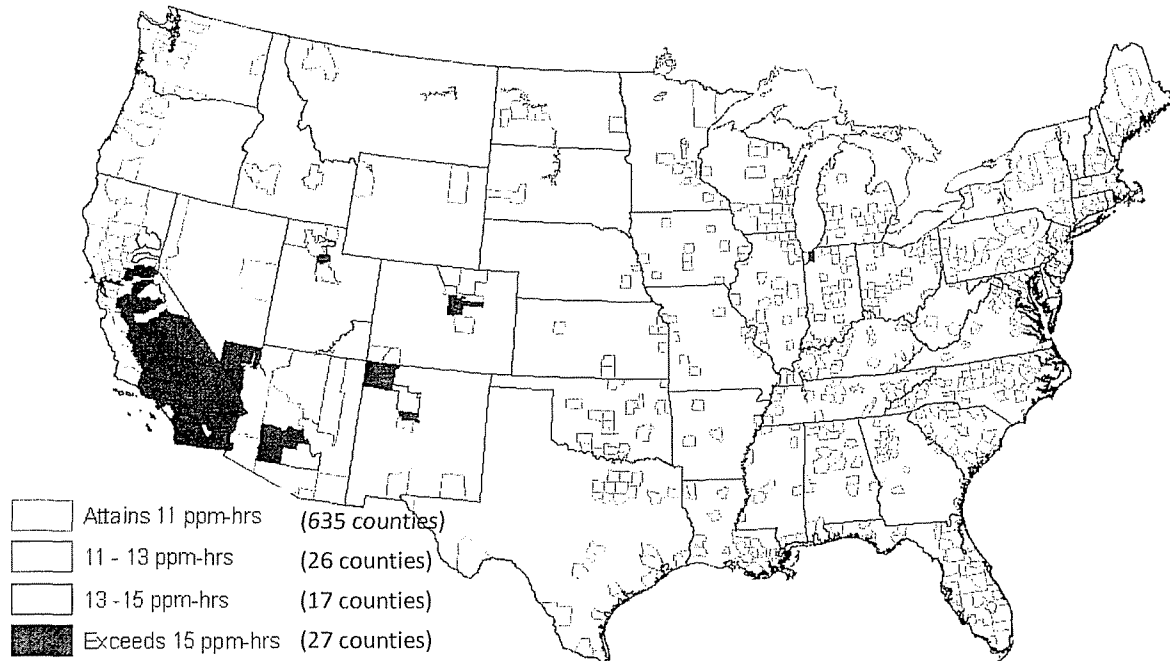 Attains 11 ppm-hrs (635 counties)
11 - 13 ppm-hrs (26 counties)
13 -15 ppm-hrs (17 counties)
Exceeds 15 ppm-hrs (27 counties)